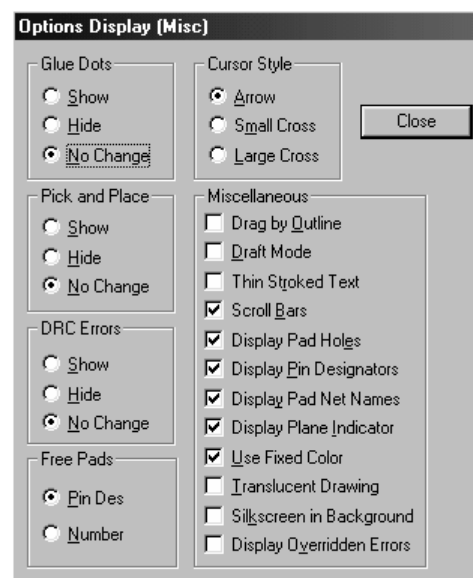 Options Display (Misc)
Glue Dots
Show
Hide
No Change
Pick and Place
Show
Hide
No Change
DRC Errors
Show
Hide
No Change
Free Pads
Pin Des
Number
Cursor Style
Arrow
Small Cross
Large Cross
Close
Miscellaneous
Drag by Outline
Draft Mode
Thin Stroked Text
Scroll Bars
Display Pad Holes
Display Pin Designators
Display Pad Net Names
Display Plane Indicator
Use Fixed Color
Translucent Drawing
Silkscreen in Background
Display Overridden Errors